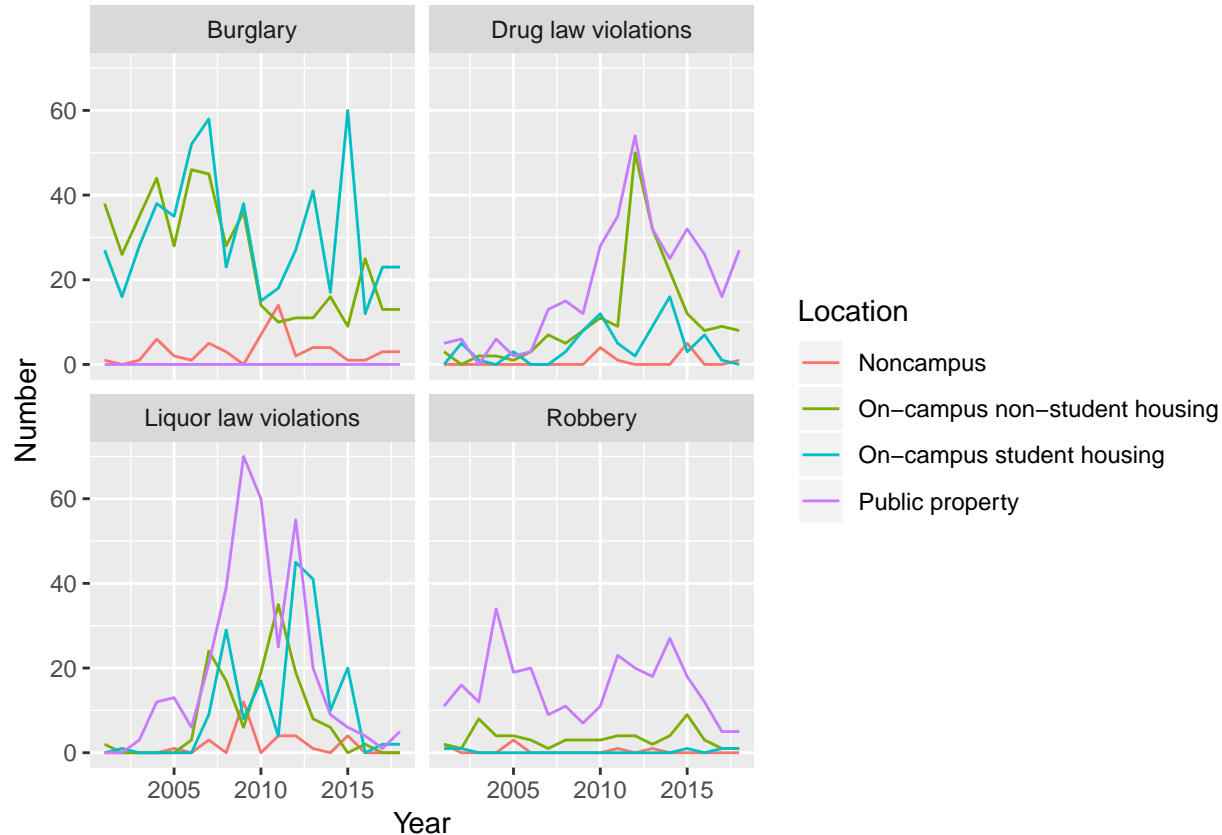 Burglary
Drug law violations
60
40
20
0
Liquor law violations
Robbery
60
40
20
0
2005
2010
2015
2005
2010
2015
Number
Year
Location
Noncampus
On−campus non−student housing
On−campus student housing
Public property